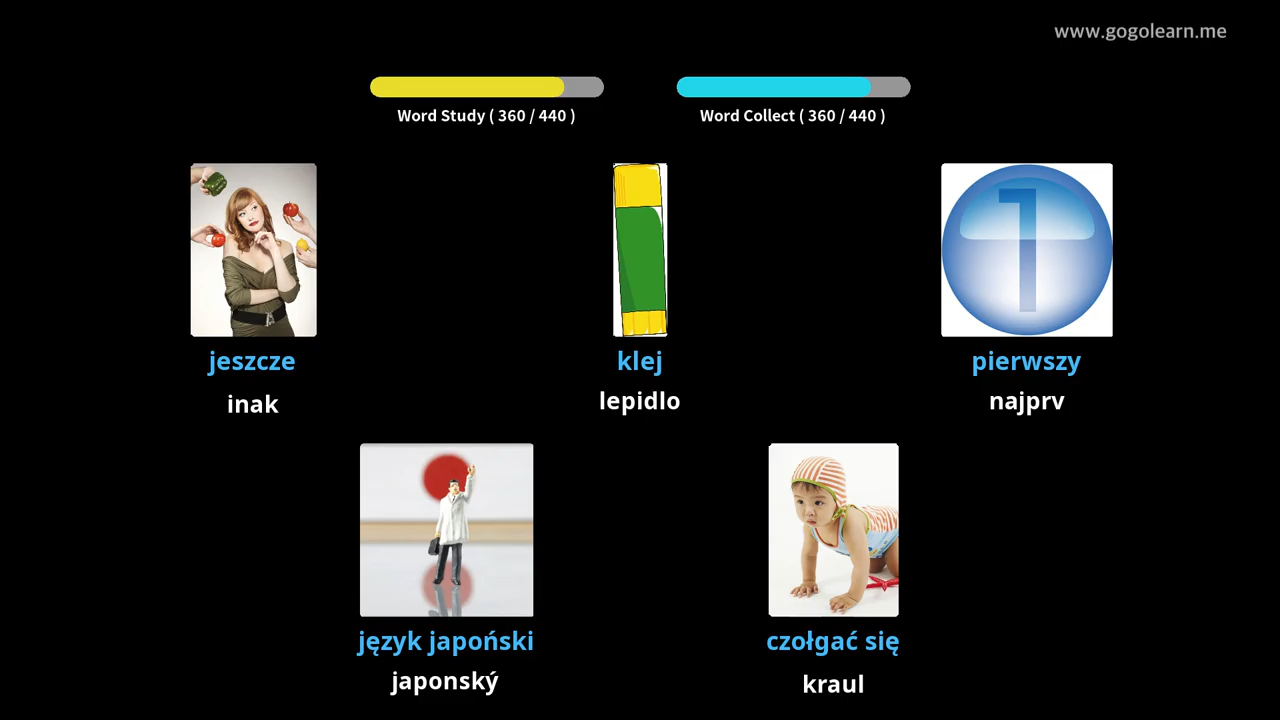 www.gogolearn.me
Word Study ( 360 / 440 )
Word Collect ( 360 / 440 )
1
jeszcze
klej
pierwszy
inak
lepidlo
najprv
język japoński
czołgać się
japonský
kraul